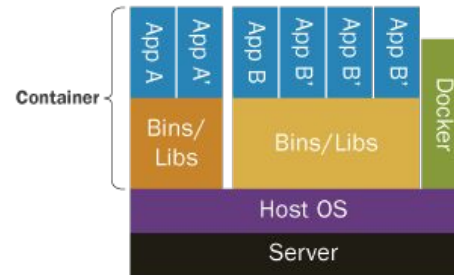 App A
App A'
App B
App B'
App B'
App B'
Docker
Container
Bins/
Libs
Bins/Libs
Host OS
Server